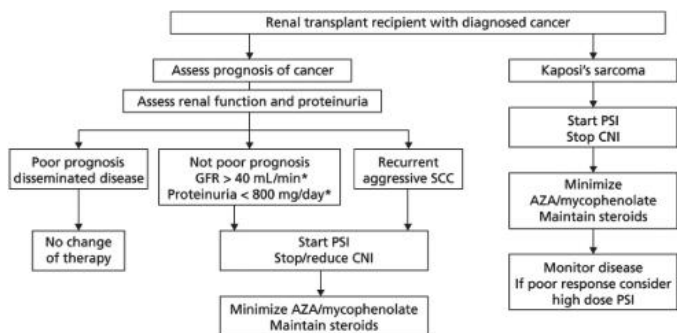 Renal transplant recipient with diagnosed cancer
Assess prognosis of cancer
Kaposi's sarcoma
Assess renal function and proteinuria
Start PSI
Stop CNI
Poor prognosis
disseminated disease
Not poor prognosis
GFR > 40 mL/min*
Proteinuria < 800 mg/day*
Recurrent
aggressive SCC
Minimize
AZA/mycophenolate
Maintain steroids
No change
of therapy
Start PSI
Stop/reduce CNI
Monitor disease
If poor response consider
high dose PSI
Minimize AZA/mycophenolate
Maintain steroids